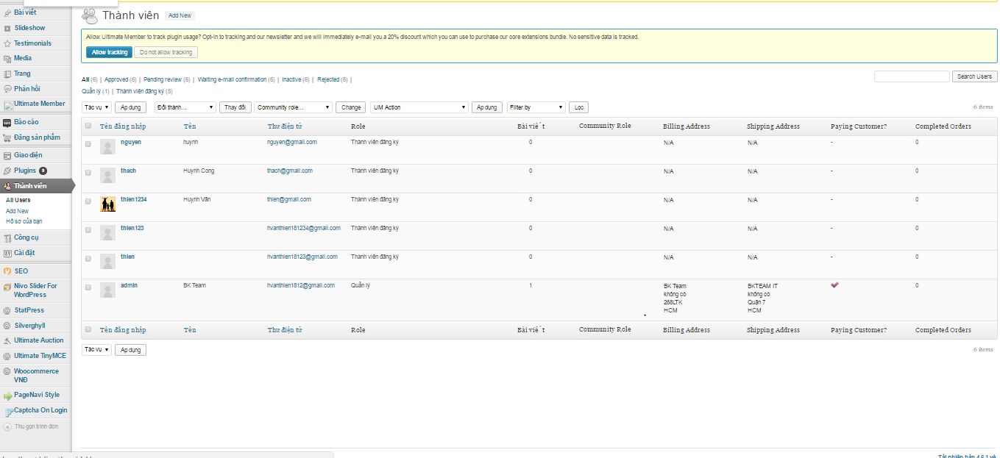 Bài viết
Slideshow
Testimonials
Media
Trang
Phản hồi
Ultimate Member
Báo cáo
Đăng sản phẩm
Giao diện
Plugins 9
Thành viên
All Users
Add New
Hồ sơ của bạn
Công cụ
Cài đặt
SEO
Nivo Slider For
WordPress
StatPress
Silverghyll
Ultimate Auction
Ultimate TinyMCE
Woocommerce
VNĐ
PageNavi Style
Captcha On Login
Thu gọn trình đơn
Thành viên Add New
Allow Ultimate Member to track plugin usage? Opt-in to tracking and our newsletter and we will immediately e-mail you a 20% discount which you can use to purchase our core extensions bundle. No sensitive data is tracked.
Allow tracking Do not allow tracking
All (6) | Approved (6) | Pending review (6) | Waiting e-mail confirmation (6) | Inactive (6) | Rejected (6) |
Search Users
Quản lý (1) | Thành viên đăng ký (5)
Tác vụ Áp dụng Đổi thành... Thay đổi Community role... Change UM Action Áp dụng Filter by Lọc 6 items
Tên đăng nhập Tên Thư điện tử Role Bài viết Community Role Billing Address Shipping Address Paying Customer? Completed Orders
nguyen huynh nguyen@gmail.com Thành viên đăng ký 0 N/A N/A - 0
thach Huynh Cong thach@gmail.com Thành viên đăng ký 0 N/A N/A - 0
thien1234 Huỳnh Văn thien@gmail.com Thành viên đăng ký 0 N/A N/A - 0
thien123 hvanthien181234@gmail.com Thành viên đăng ký 0 N/A N/A - 0
thien hvanthien18123@gmail.com Thành viên đăng ký 0 N/A N/A - 0
admin BK Team hvanthien1812@gmail.com Quản lý 1 BK Team BKTEAM IT 0
không có không có
268LTK Quận 7
HCM HCM
Tên đăng nhập Tên Thư điện tử Role Bài viết Community Role Billing Address Shipping Address Paying Customer? Completed Orders
Tác vụ Áp dụng 6 items